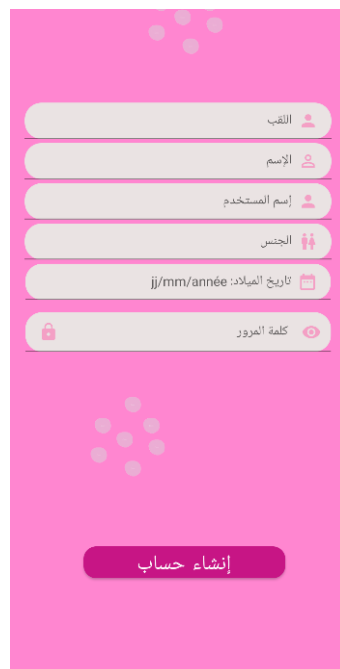 اللقب
الإسم
إسم المستخدم
الجنس
تاريخ الميلاد: jj/mm/année
كلمة المرور
إنشاء حساب